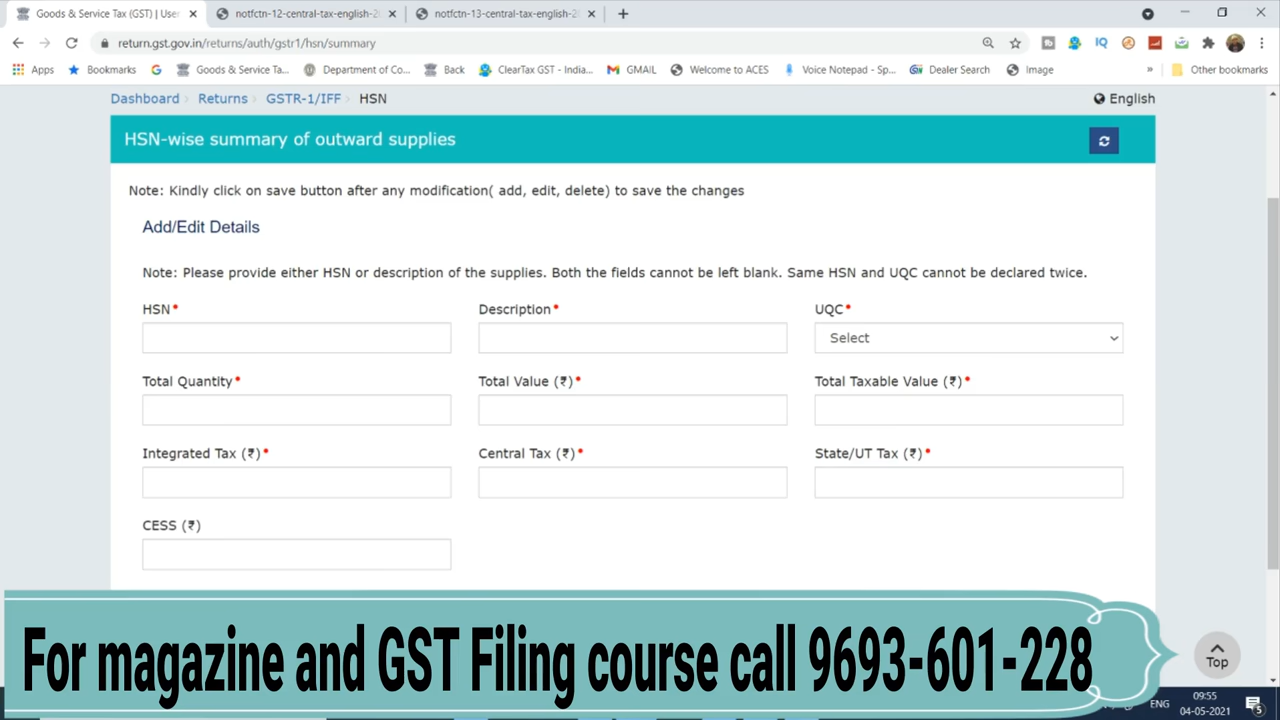 Goods & Service Tax (GST) | User
notfctn-12-central-tax-english-2
notfctn-13-central-tax-english-2
return.gst.gov.in/returns/auth/gstr1/hsn/summary
Apps
Bookmarks
Goods & Service Ta...
Department of Co...
Back
ClearTax GST - India...
GMAIL
Welcome to ACES
Voice Notepad - Sp...
Dealer Search
Image
»
Other bookmarks
Dashboard
Returns
GSTR-1/IFF
HSN
English
HSN-wise summary of outward supplies
Note: Kindly click on save button after any modification( add, edit, delete) to save the changes
Add/Edit Details
Note: Please provide either HSN or description of the supplies. Both the fields cannot be left blank. Same HSN and UQC cannot be declared twice.
HSN*
Description*
UQC*
Select
Total Quantity*
Total Value (₹)*
Total Taxable Value (₹)*
Integrated Tax (₹)*
Central Tax (₹)*
State/UT Tax (₹)*
CESS (₹)
For magazine and GST Filing course call 9693-601-228
Top
ENG
09:55
04-05-2021
5